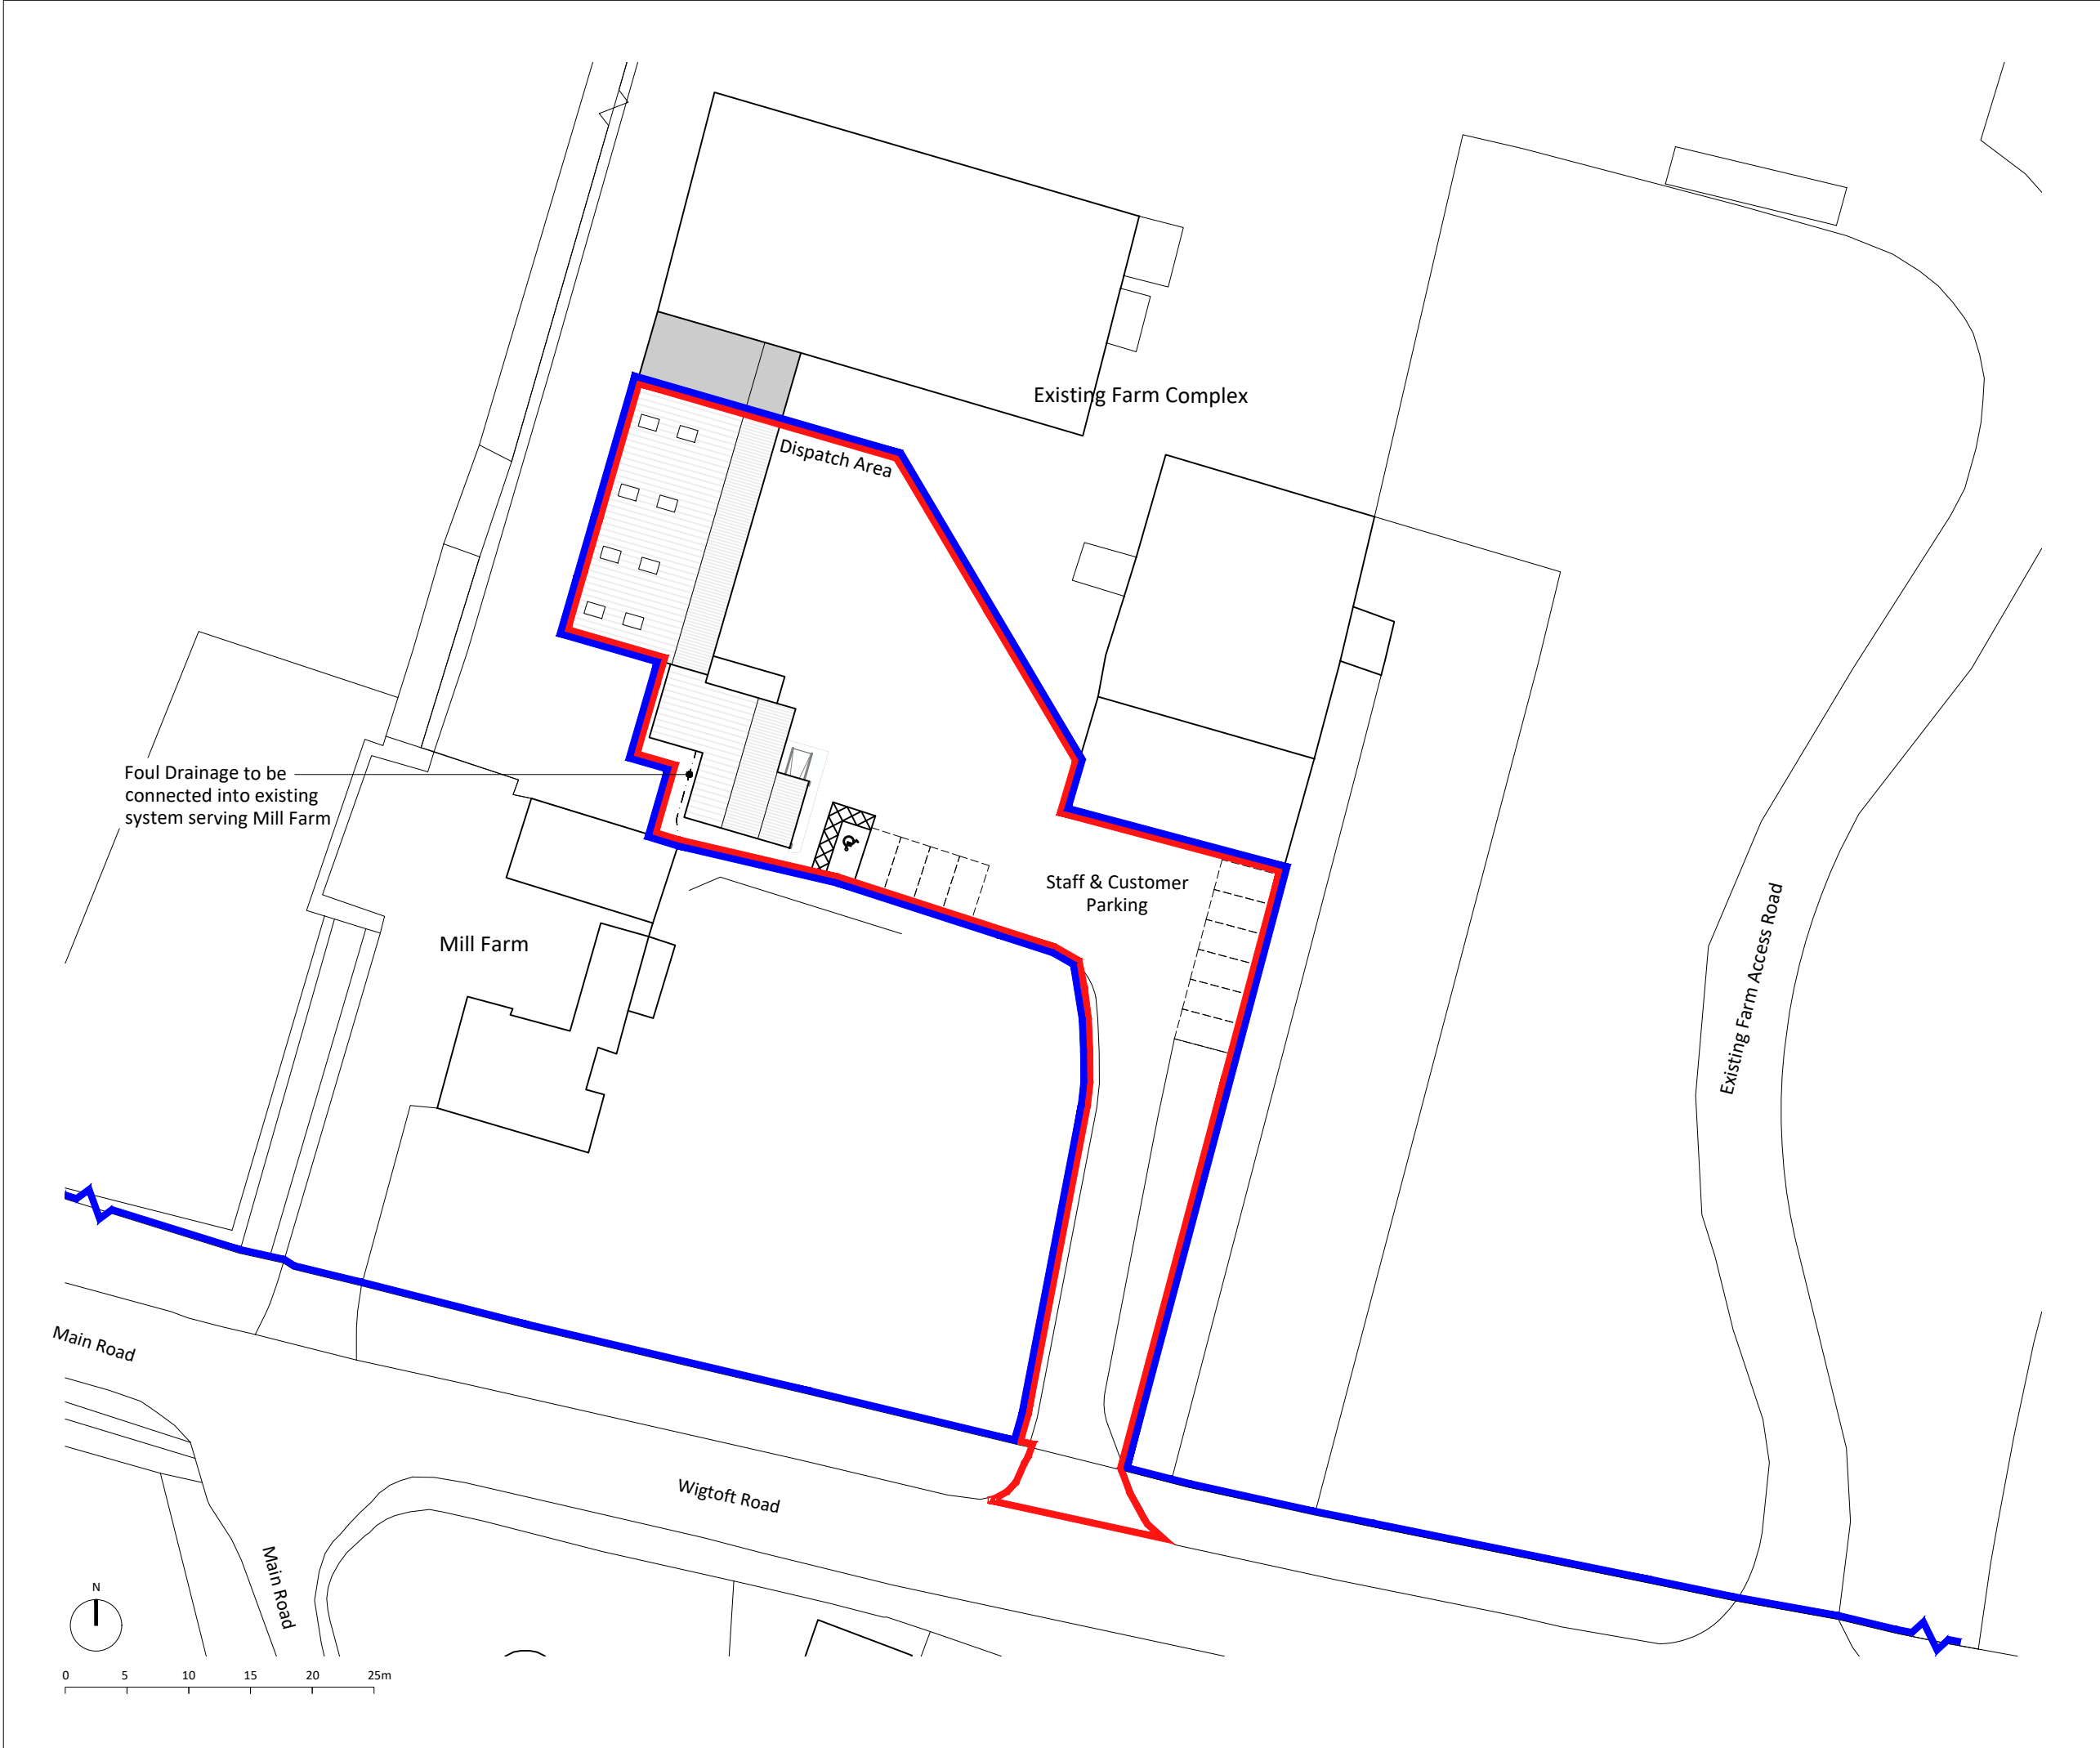 Existing Farm Complex
Dispatch Area
Foul Drainage to be
connected into existing
system serving Mill Farm
Staff & Customer
Parking
Mill Farm
Existing Farm Access Road
Main Road
Wigtoft Road
Main Road
N
0 5 10 15 20 25m